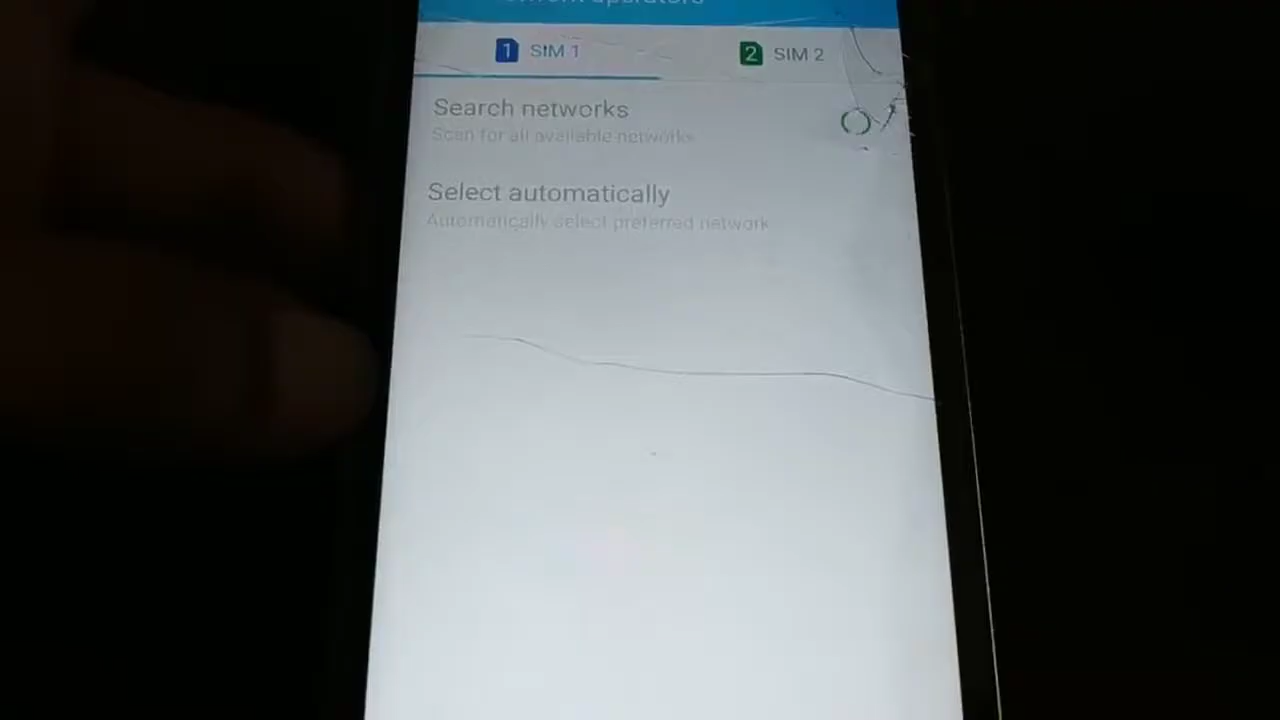 operators
1 SIM 1
2 SIM 2
Search networks
Scan for all available networks
Select automatically
Automatically select preferred network